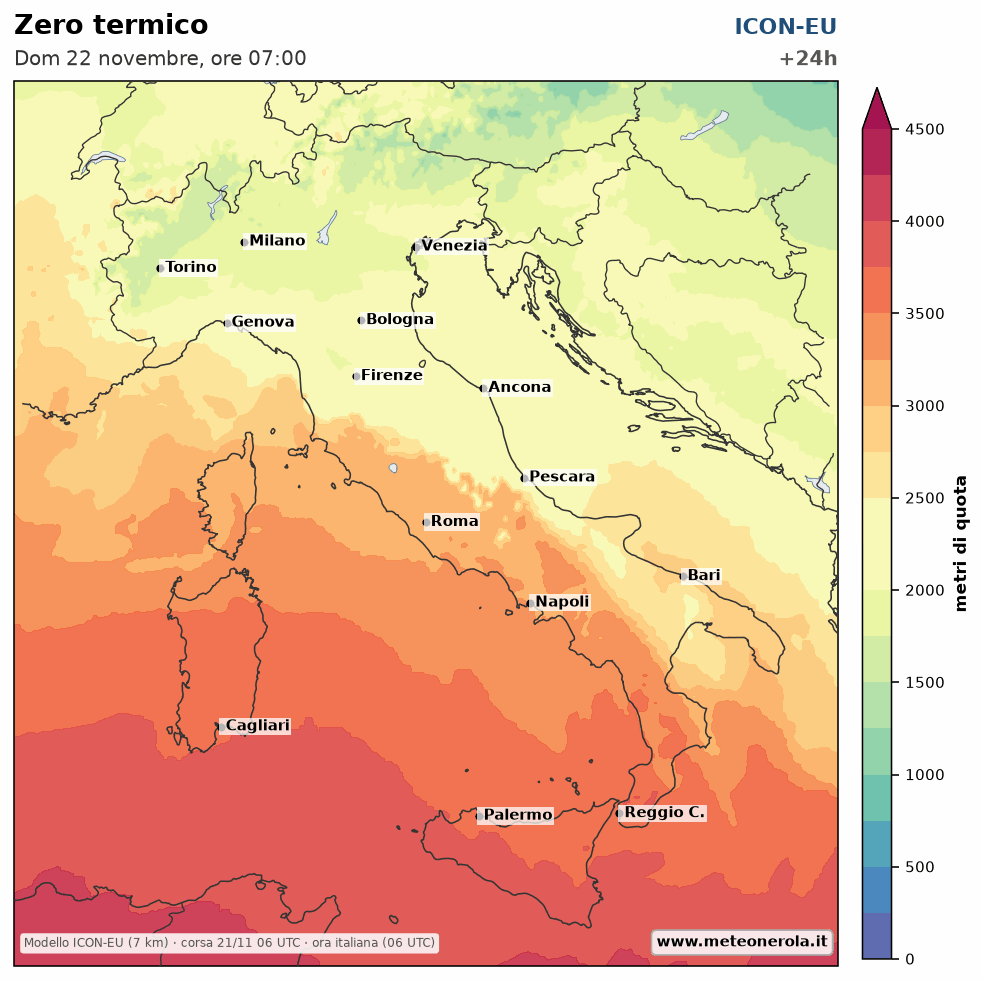 Zero termico
ICON-EU
Dom 22 novembre, ore 07:00
+24h
4500
4000
3500
3000
2500
2000
1500
1000
500
0
metri di quota
Milano
Venezia
Torino
Genova
Bologna
Firenze
Ancona
Pescara
Roma
Bari
Napoli
Cagliari
Palermo
Reggio C.
Modello ICON-EU (7 km) · corsa 21/11 06 UTC · ora italiana (06 UTC)
www.meteonerola.it